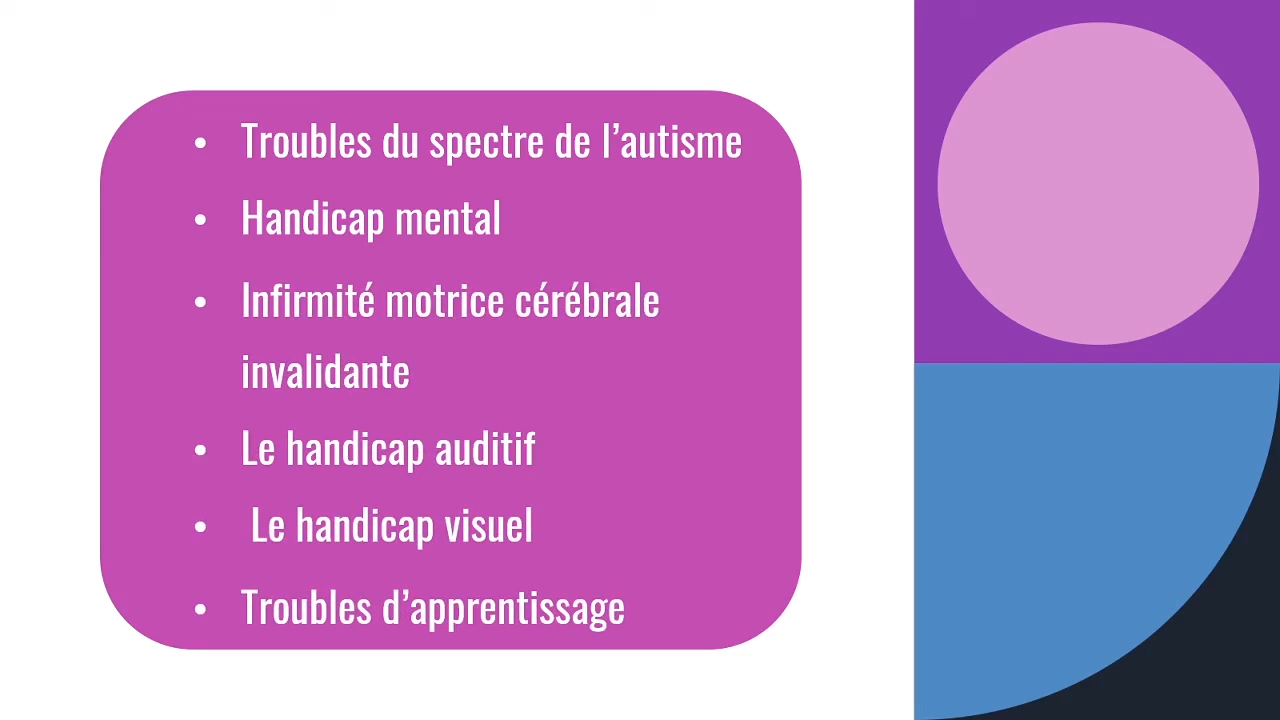 • Troubles du spectre de l’autisme
• Handicap mental
• Infirmité motrice cérébrale
invalidante
• Le handicap auditif
• Le handicap visuel
• Troubles d’apprentissage